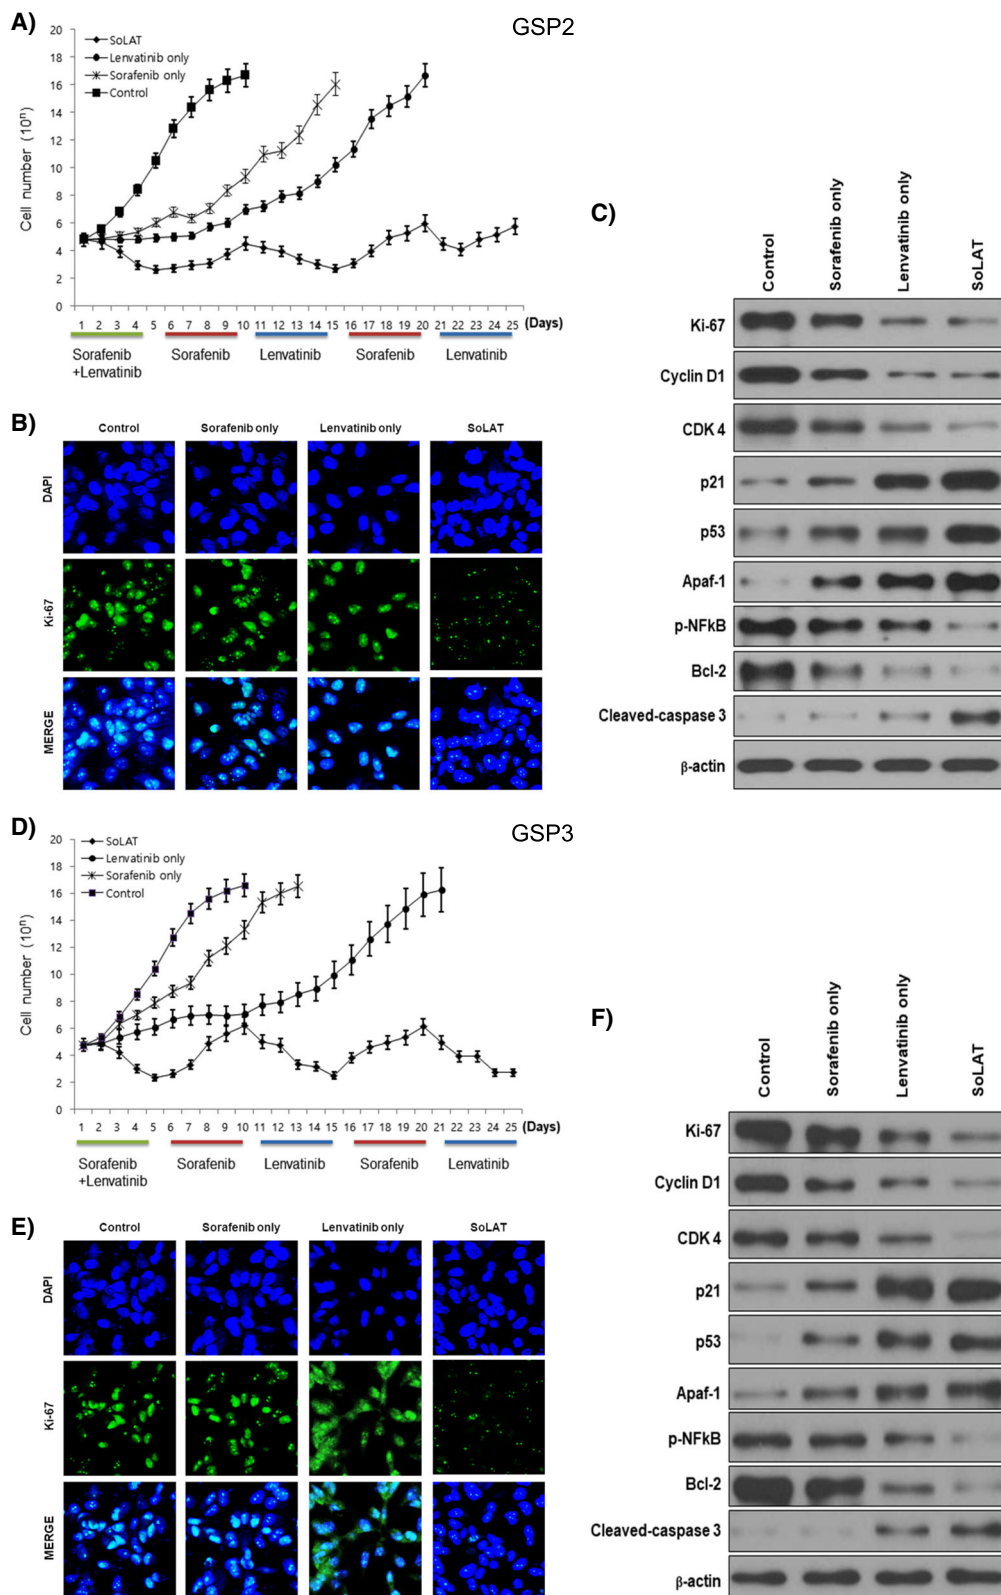 A)
GSP2
20
18
16
14
12
10
8
6
4
2
0
Cell number (10ⁿ)
SoLAT
Lenvatinib only
Sorafenib only
Control
1 2 3 4 5 6 7 8 9 10 11 12 13 14 15 16 17 18 19 20 21 22 23 24 25 (Days)
Sorafenib
+Lenvatinib
Sorafenib
Lenvatinib
Sorafenib
Lenvatinib
B)
Control Sorafenib only Lenvatinib only SoLAT
DAPI
Ki-67
MERGE
C)
Control
Sorafenib only
Lenvatinib only
SoLAT
Ki-67
Cyclin D1
CDK 4
p21
p53
Apaf-1
p-NFkB
Bcl-2
Cleaved-caspase 3
β-actin
D)
GSP3
20
18
16
14
12
10
8
6
4
2
0
Cell number (10ⁿ)
SoLAT
Lenvatinib only
Sorafenib only
Control
1 2 3 4 5 6 7 8 9 10 11 12 13 14 15 16 17 18 19 20 21 22 23 24 25 (Days)
Sorafenib
+Lenvatinib
Sorafenib
Lenvatinib
Sorafenib
Lenvatinib
E)
Control Sorafenib only Lenvatinib only SoLAT
DAPI
Ki-67
MERGE
F)
Control
Sorafenib only
Lenvatinib only
SoLAT
Ki-67
Cyclin D1
CDK 4
p21
p53
Apaf-1
p-NFkB
Bcl-2
Cleaved-caspase 3
β-actin